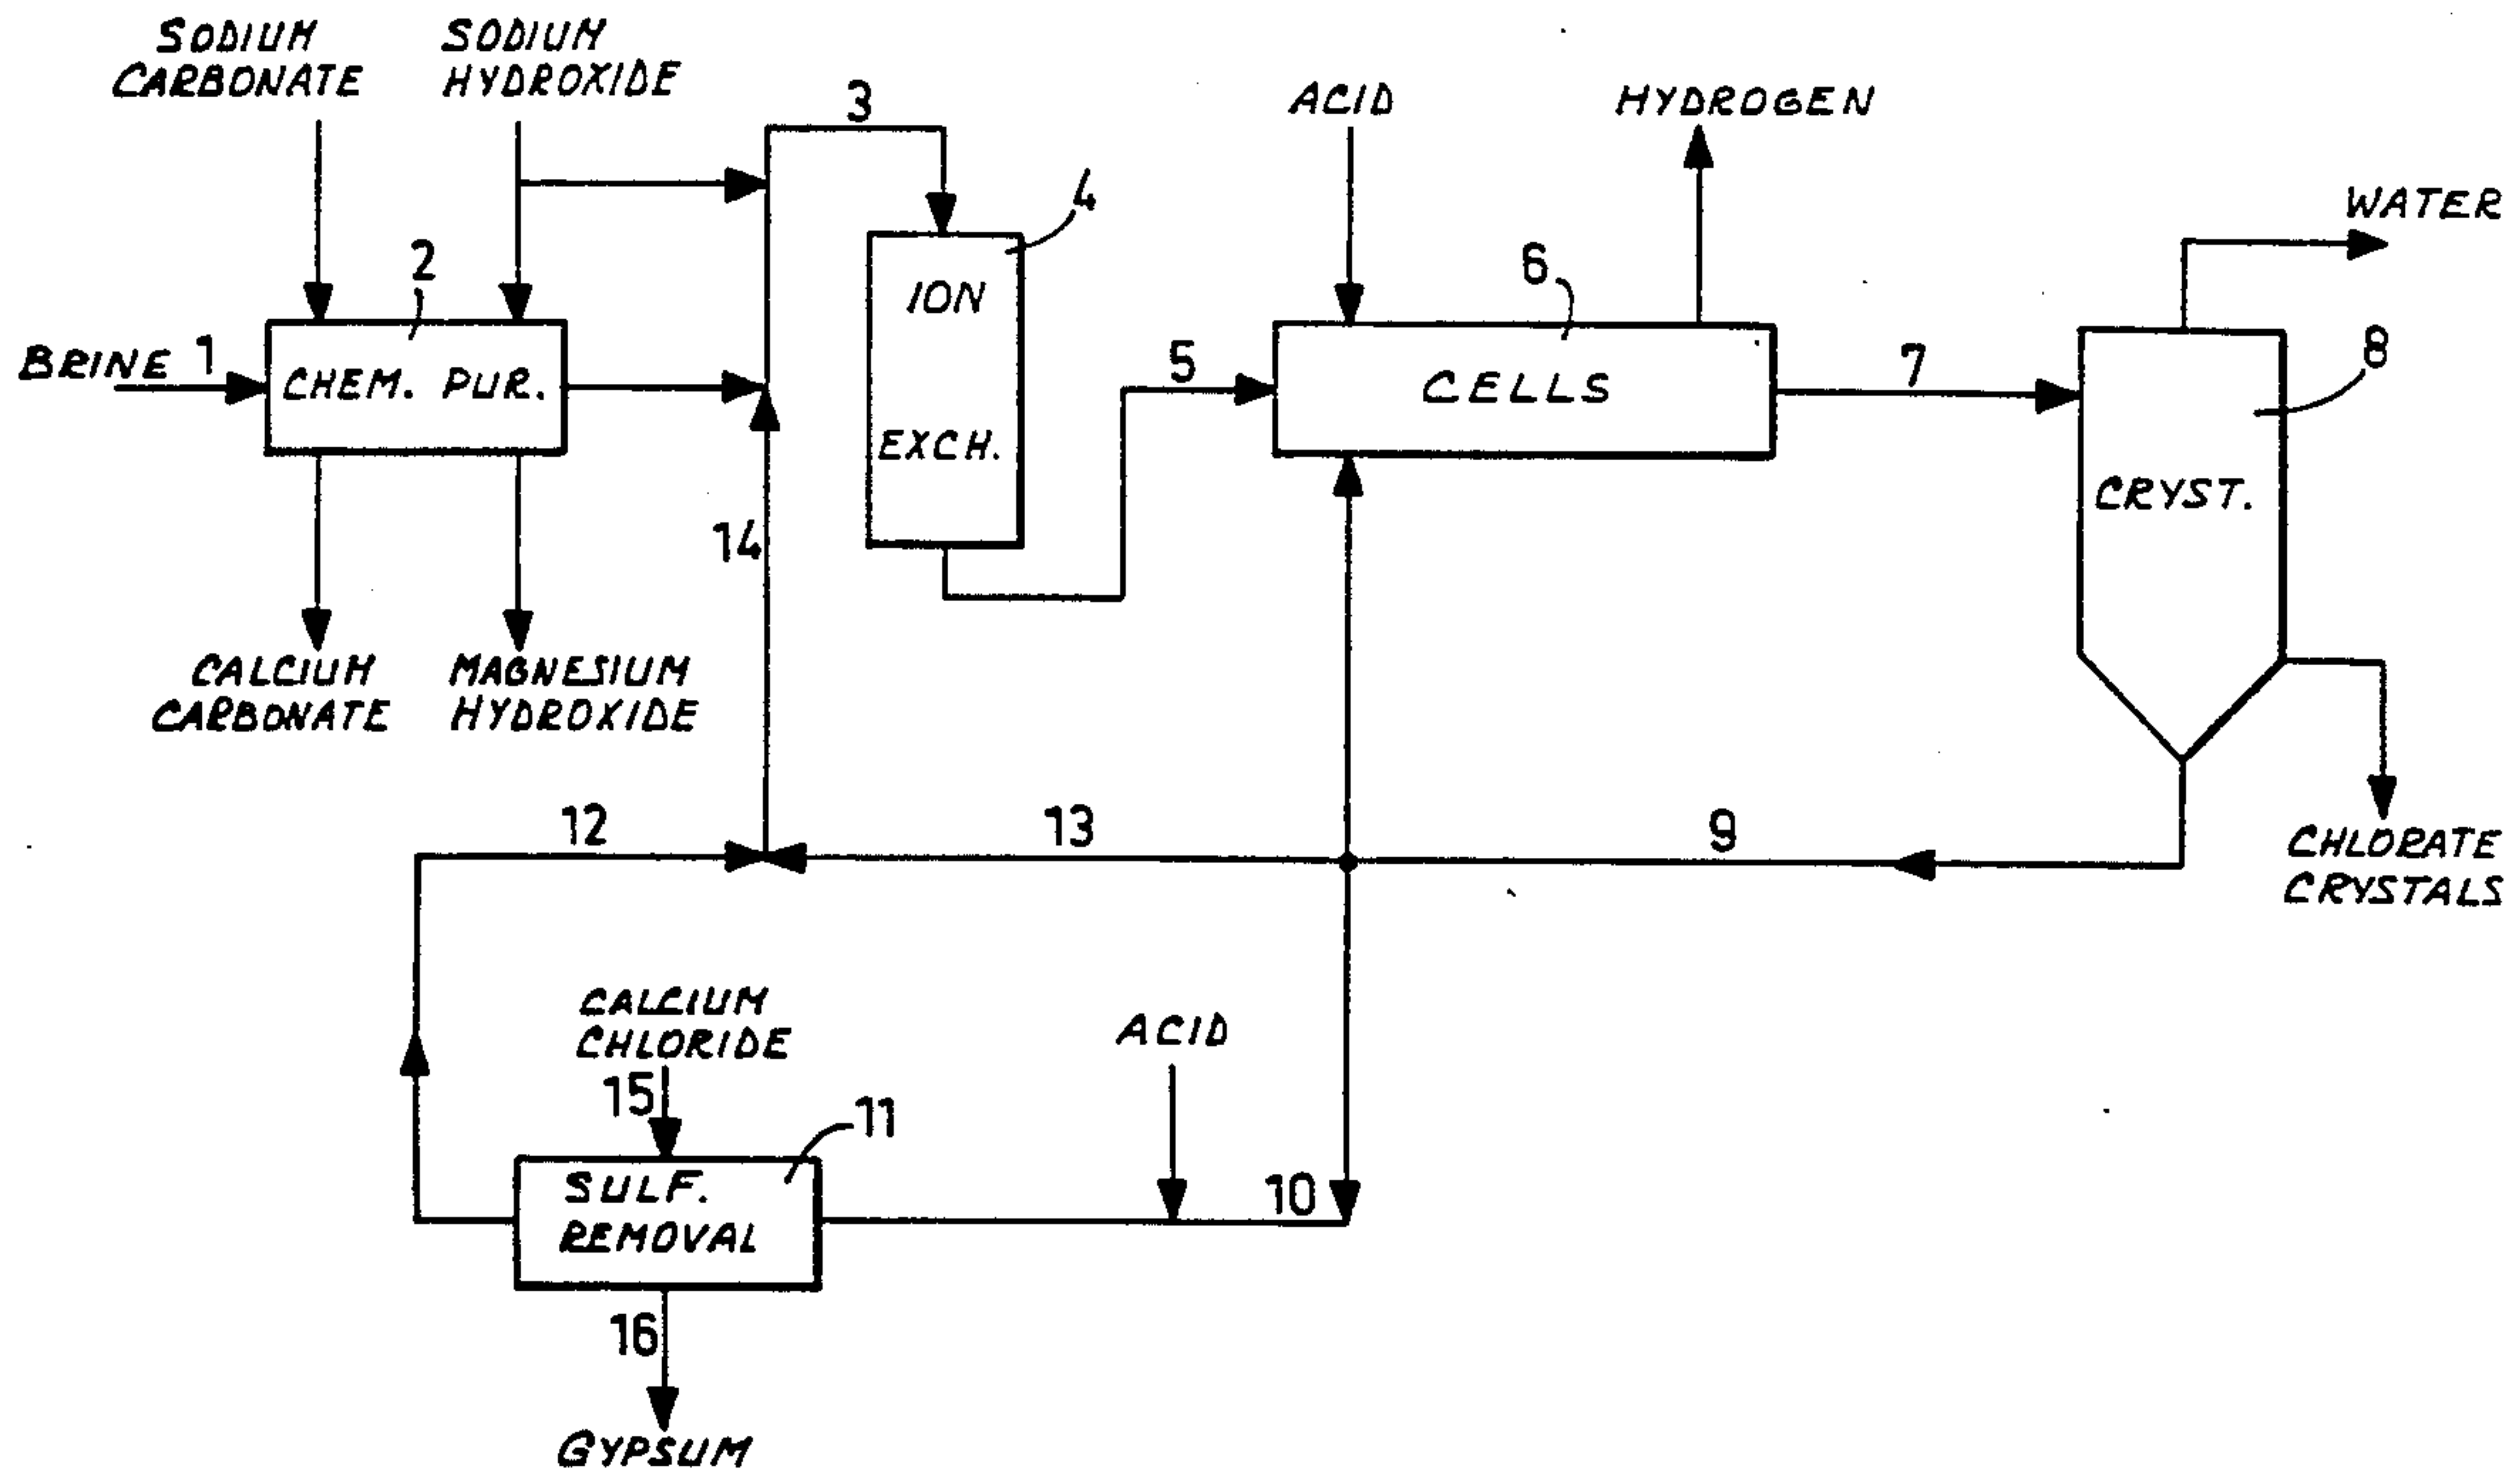 SODIUM
CARBONATE
SODIUM
HYDROXIDE
3
ACID
HYDROGEN
4
WATER
2
6
BRINE 1
CHEM. PUR.
ION
EXCH.
5
CELLS
7
8
CRYST.
14
CALCIUM
CARBONATE
MAGNESIUM
HYDROXIDE
12
13
9
CHLORATE
CRYSTALS
CALCIUM
CHLORIDE
15
ACID
11
10
SULF.
REMOVAL
16
GYPSUM